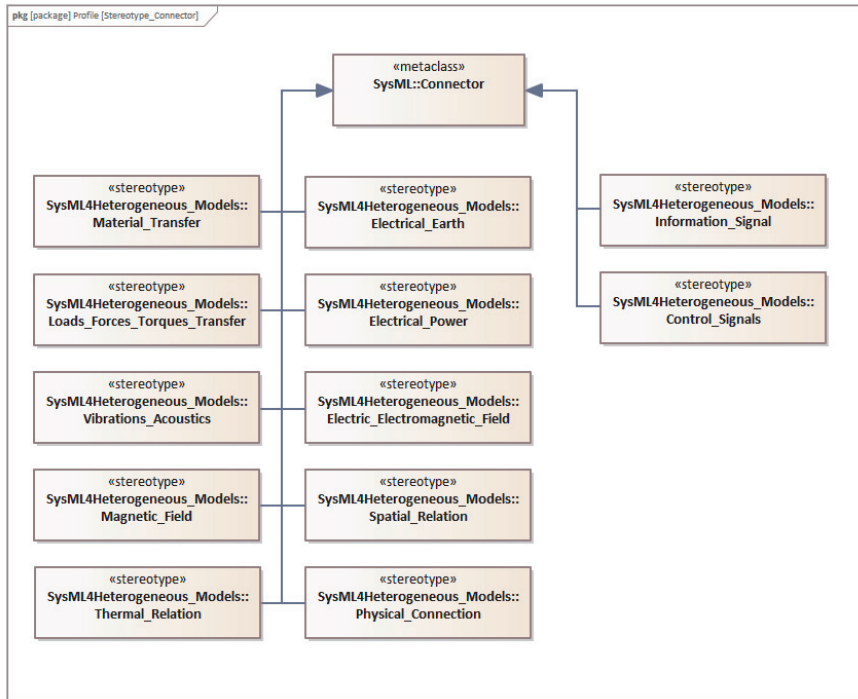 pkg [package] Profile [Stereotype_Connector]
«metaclass»
SysML::Connector
«stereotype»
SysML4Heterogeneous_Models::
Material_Transfer
«stereotype»
SysML4Heterogeneous_Models::
Electrical_Earth
«stereotype»
SysML4Heterogeneous_Models::
Information_Signal
«stereotype»
SysML4Heterogeneous_Models::
Loads_Forces_Torques_Transfer
«stereotype»
SysML4Heterogeneous_Models::
Electrical_Power
«stereotype»
SysML4Heterogeneous_Models::
Control_Signals
«stereotype»
SysML4Heterogeneous_Models::
Vibrations_Acoustics
«stereotype»
SysML4Heterogeneous_Models::
Electric_Electromagnetic_Field
«stereotype»
SysML4Heterogeneous_Models::
Magnetic_Field
«stereotype»
SysML4Heterogeneous_Models::
Spatial_Relation
«stereotype»
SysML4Heterogeneous_Models::
Thermal_Relation
«stereotype»
SysML4Heterogeneous_Models::
Physical_Connection